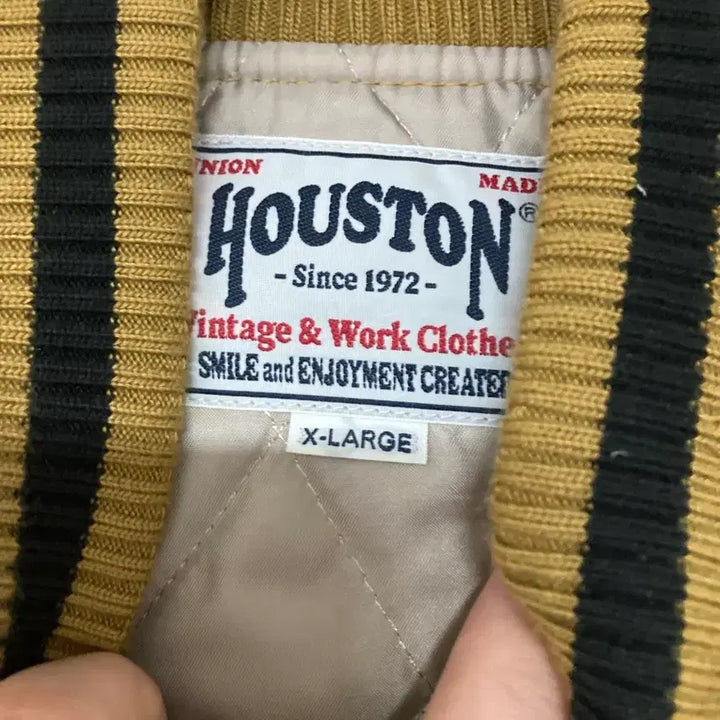 UNION MADE
HOUSTON®
- Since 1972 -
Vintage & Work Clothe
SMILE and ENJOYMENT CREATER
X-LARGE